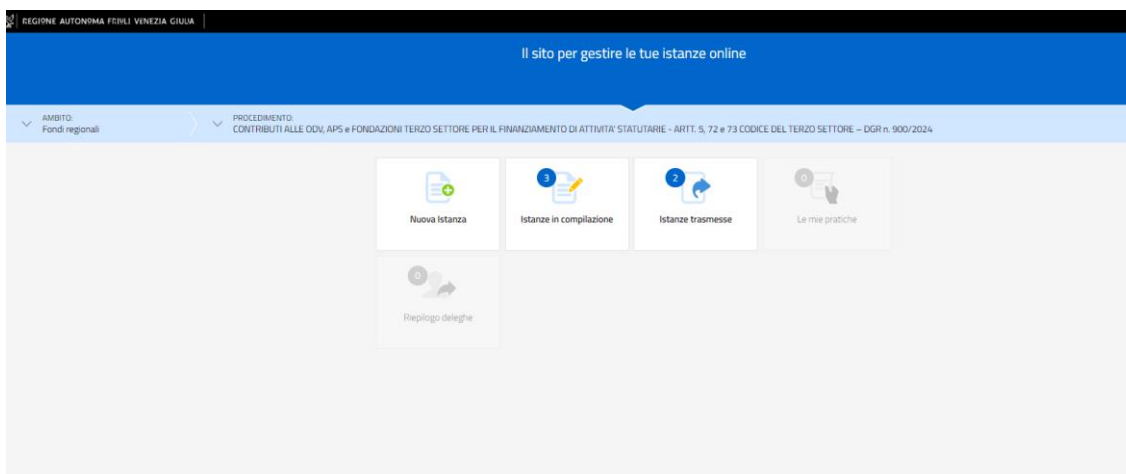 REGIONE AUTONOMA FRIULI VENEZIA GIULIA
Il sito per gestire le tue istanze online
AMBITO:
Fondi regionali
PROCEDIMENTO:
CONTRIBUTI ALLE ODV, APS e FONDAZIONI TERZO SETTORE PER IL FINANZIAMENTO DI ATTIVITA' STATUTARIE - ARTT. 5, 72 e 73 CODICE DEL TERZO SETTORE – DGR n. 900/2024
Nuova Istanza
3
Istanze in compilazione
2
Istanze trasmesse
0
Le mie pratiche
0
Riepilogo deleghe